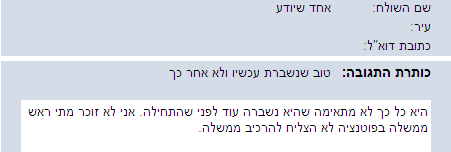 שם השולח: אחד שיודע
עיר:
כתובת דוא"ל:
כותרת התגובה: טוב שנשברת עכשיו ולא אחר כך
היא כל כך לא מתאימה שהיא נשברה עוד לפני שהתחילה. אני לא זוכר מתי ראש
ממשלה בפוטנציה לא הצליח להרכיב ממשלה.